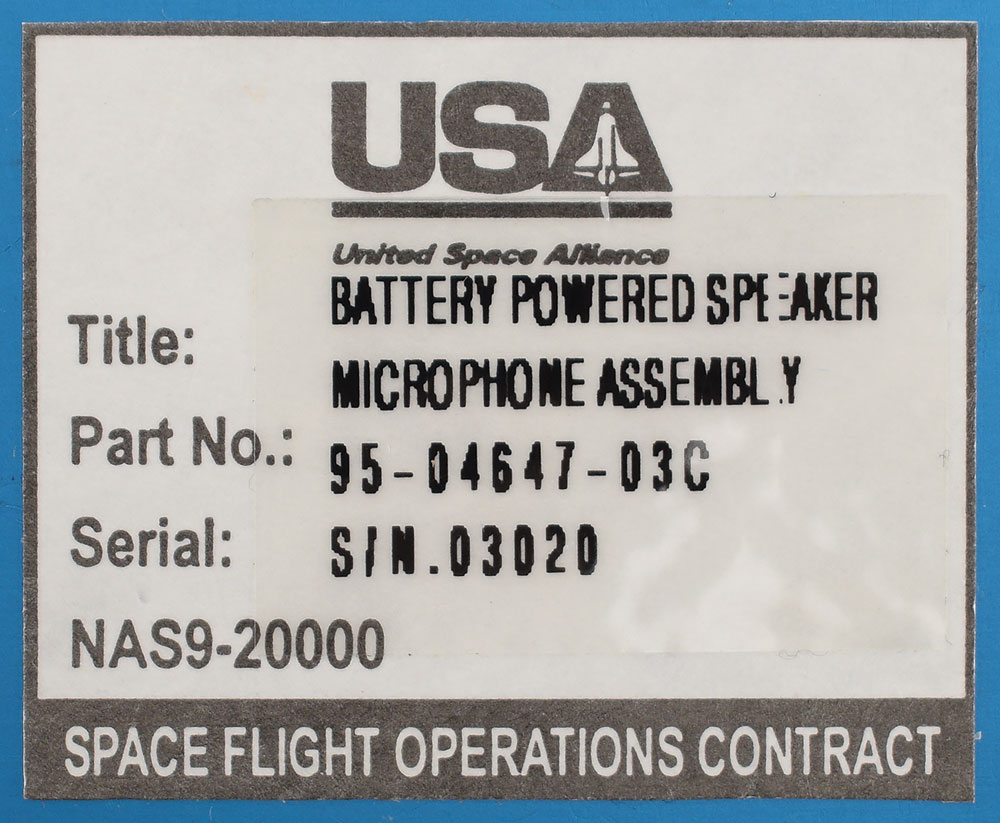 USA
United Space Alliance
Title: BATTERY POWERED SPEAKER
MICROPHONE ASSEMBLY
Part No.: 95-04647-03C
Serial: S/N.03020
NAS9-20000
SPACE FLIGHT OPERATIONS CONTRACT